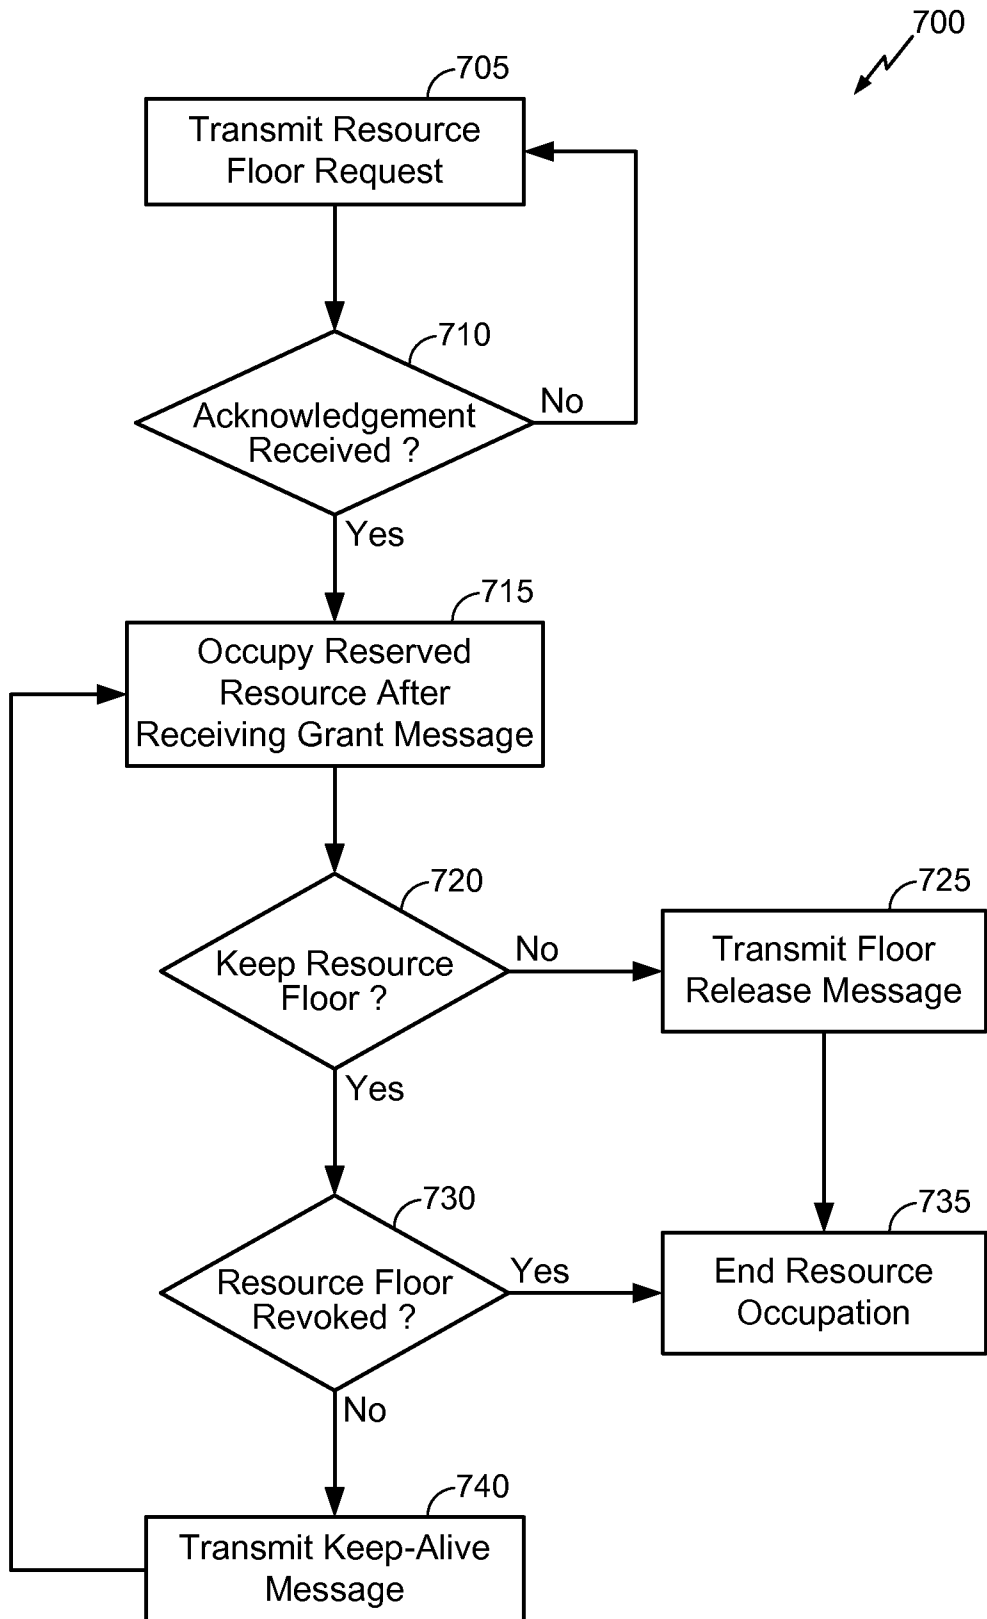 700
705
Transmit Resource
Floor Request
710
Acknowledgement
Received ?
No
Yes
715
Occupy Reserved
Resource After
Receiving Grant Message
720
Keep Resource
Floor ?
No
725
Transmit Floor
Release Message
Yes
730
Resource Floor
Revoked ?
Yes
735
End Resource
Occupation
No
740
Transmit Keep-Alive
Message